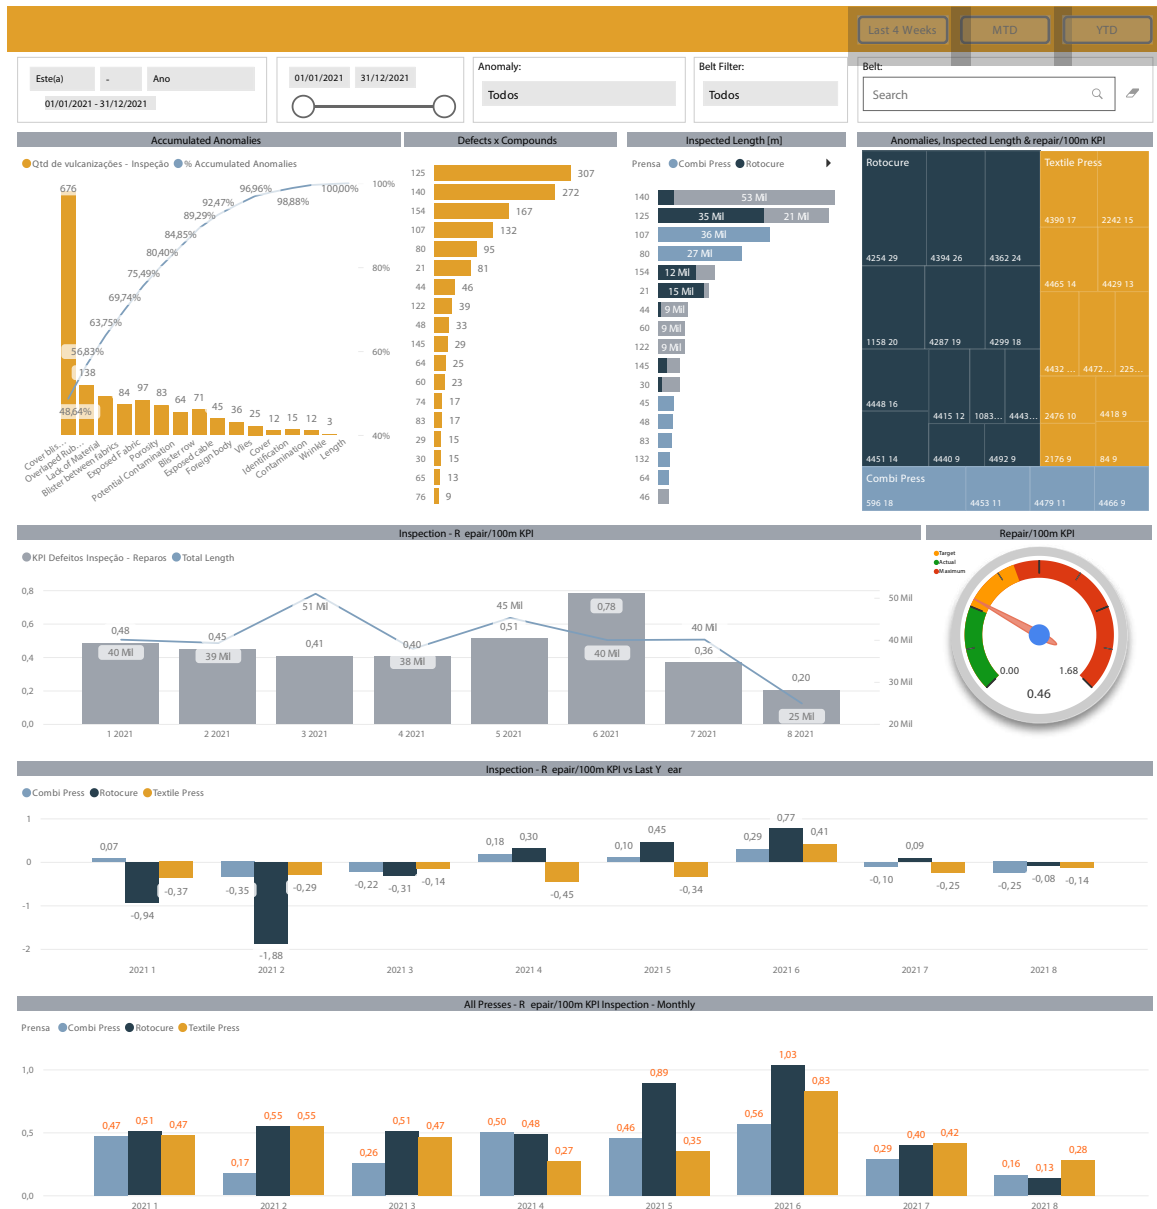 Last 4 Weeks MTD YTD
Este(a) - Ano
01/01/2021 - 31/12/2021
01/01/2021 31/12/2021
Anomaly:
Todos
Belt Filter:
Todos
Belt:
Search
Accumulated Anomalies
Qtd de vulcanizações - Inspeção % Accumulated Anomalies
676
138
84
97
83
64
71
45
36
25
12
15
12
3
48,64%
56,83%
63,75%
69,74%
75,49%
80,40%
84,85%
89,29%
92,47%
96,96%
98,88%
100,00%
100%
80%
60%
40%
Cover blis...
Overlaped Rub...
Lack of Material
Blister between fabrics
Exposed Fabric
Porosity
Potential Contamination
Blister row
Exposed cable
Foreign body
Vlies
Cover
Identification
Contamination
Wrinkle
Length
Defects x Compounds
125 307
140 272
154 167
107 132
80 95
21 81
44 46
122 39
48 33
145 29
64 25
60 23
74 17
83 17
29 15
30 15
65 13
76 9
Inspected Length [m]
Prensa Combi Press Rotocure
140 53 Mil
125 35 Mil 21 Mil
107 36 Mil
80 27 Mil
154 12 Mil
21 15 Mil
44 9 Mil
60 9 Mil
122 9 Mil
145
30
45
48
83
132
64
46
Anomalies, Inspected Length & repair/100m KPI
Rotocure
4254 29 4394 26 4362 24
1158 20 4287 19 4299 18
4448 16
4415 12 1083... 4443...
4451 14 4440 9 4492 9
Textile Press
4390 17 2242 15
4465 14 4429 13
4432 ... 4472... 225...
2476 10 4418 9
2176 9 84 9
Combi Press
596 18 4453 11 4479 11 4466 9
Inspection - R epair/100m KPI
KPI Defeitos Inspeção - Reparos Total Length
0,8
0,6
0,4
0,2
0,0
50 Mil
40 Mil
30 Mil
20 Mil
0,48
40 Mil
0,45
39 Mil
51 Mil
0,41
0,40
38 Mil
45 Mil
0,51
0,78
40 Mil
40 Mil
0,36
0,20
25 Mil
1 2021 2 2021 3 2021 4 2021 5 2021 6 2021 7 2021 8 2021
Repair/100m KPI
Target
Actual
Maximum
0.00 1.68
0.46
Inspection - R epair/100m KPI vs Last Y ear
Combi Press Rotocure Textile Press
1
0
-1
-2
0,07 -0,94 -0,37
-0,35 -1,88 -0,29
-0,22 -0,31 -0,14
0,18 0,30 -0,45
0,10 0,45 -0,34
0,29 0,77 0,41
-0,10 0,09 -0,25
-0,25 -0,08 -0,14
2021 1 2021 2 2021 3 2021 4 2021 5 2021 6 2021 7 2021 8
All Presses - R epair/100m KPI Inspection - Monthly
Prensa Combi Press Rotocure Textile Press
1,0
0,5
0,0
0,47 0,51 0,47
0,17 0,55 0,55
0,26 0,51 0,47
0,50 0,48 0,27
0,46 0,89 0,35
0,56 1,03 0,83
0,29 0,40 0,42
0,16 0,13 0,28
2021 1 2021 2 2021 3 2021 4 2021 5 2021 6 2021 7 2021 8